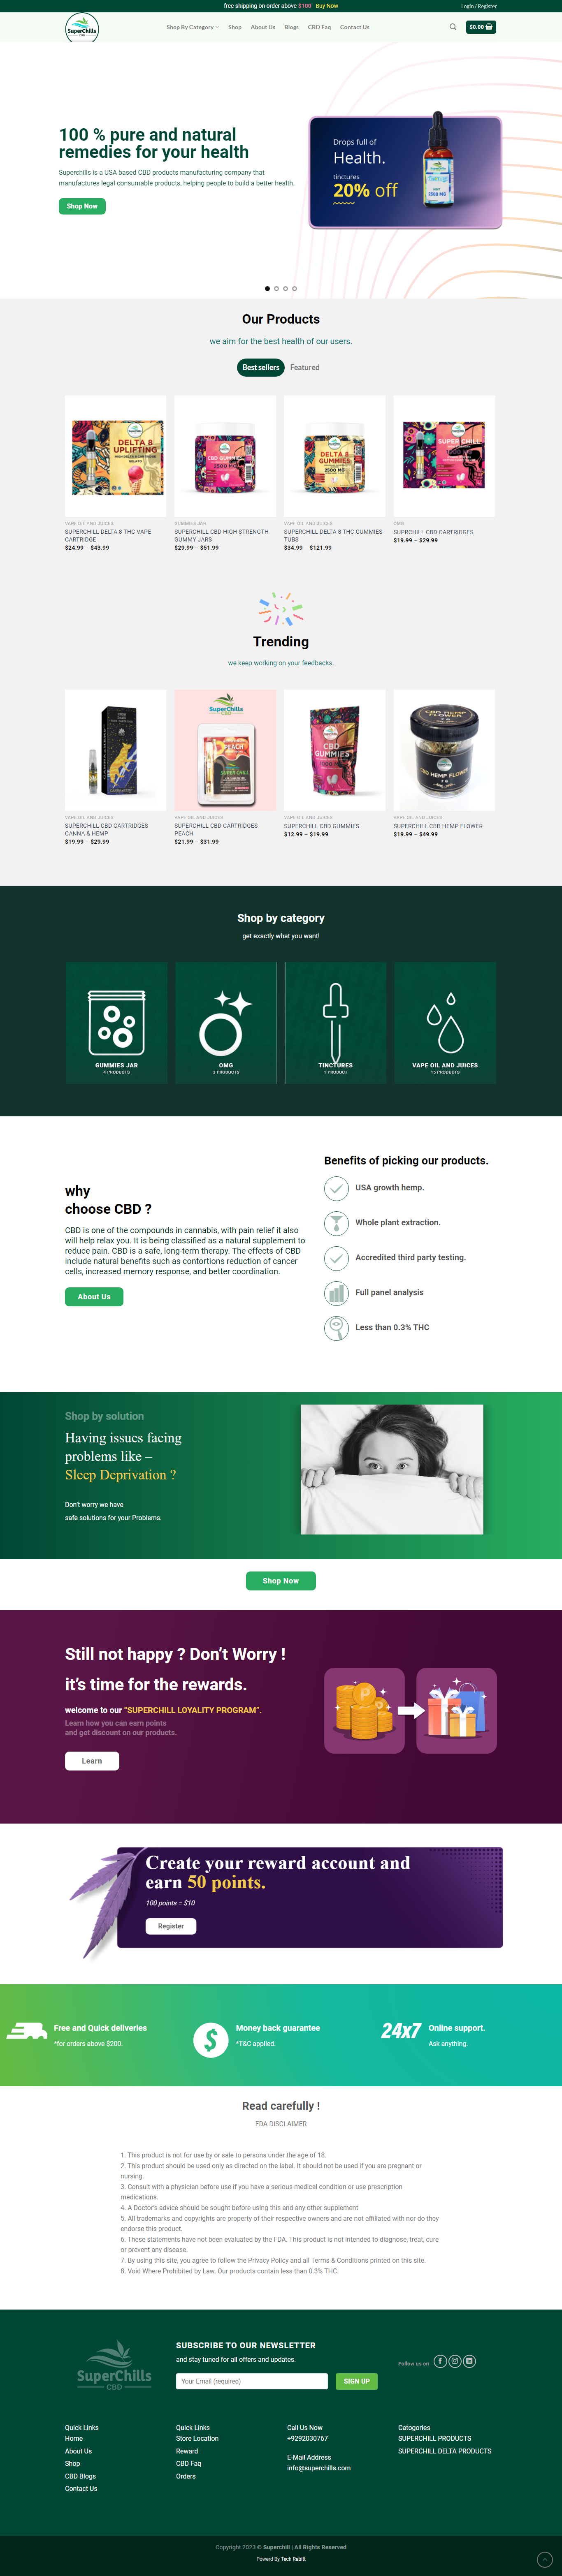 free shipping on order above $100 Buy Now
Login / Register
SuperChills
CBD
Shop By Category
Shop
About Us
Blogs
CBD Faq
Contact Us
$0.00
100 % pure and natural
remedies for your health
Superchills is a USA based CBD products manufacturing company that
manufactures legal consumable products, helping people to build a better health.
Shop Now
Drops full of
Health.
tinctures
20% off
Our Products
we aim for the best health of our users.
Best sellers
Featured
DELTA 8
UPLIFTING
CBD GUMMIES
DELTA 8
GUMMIES
SUPER CHILL
VAPE OIL AND JUICES
SUPERCHILL DELTA 8 THC VAPE
CARTRIDGE
$24.99 – $43.99
GUMMIES JAR
SUPERCHILL CBD HIGH STRENGTH
GUMMY JARS
$29.99 – $51.99
VAPE OIL AND JUICES
SUPERCHILL DELTA 8 THC GUMMIES
TUBS
$34.99 – $121.99
OMG
SUPRCHILL CBD CARTRIDGES
$19.99 – $29.99
Trending
we keep working on your feedbacks.
SuperChills
CBD
PEACH
SUPER CHILL
CBD
GUMMIES
CBD HEMP
FLOWER
CBD HEMP FLOWER
VAPE OIL AND JUICES
SUPERCHILL CBD CARTRIDGES
CANNA & HEMP
$19.99 – $29.99
VAPE OIL AND JUICES
SUPERCHILL CBD CARTRIDGES
PEACH
$21.99 – $31.99
VAPE OIL AND JUICES
SUPERCHILL CBD GUMMIES
$12.99 – $19.99
VAPE OIL AND JUICES
SUPERCHILL CBD HEMP FLOWER
$19.99 – $49.99
Shop by category
get exactly what you want!
GUMMIES JAR
4 PRODUCTS
OMG
5 PRODUCTS
TINCTURES
1 PRODUCT
VAPE OIL AND JUICES
15 PRODUCTS
why
choose CBD ?
CBD is one of the compounds in cannabis, with pain relief it also
will help relax you. It is being classified as a natural supplement to
reduce pain. CBD is a safe, long-term therapy. The effects of CBD
include natural benefits such as contortions reduction of cancer
cells, increased memory response, and better coordination.
About Us
Benefits of picking our products.
USA growth hemp.
Whole plant extraction.
Accredited third party testing.
Full panel analysis
Less than 0.3% THC
Shop by solution
Having issues facing
problems like –
Sleep Deprivation ?
Don't worry we have
safe solutions for your Problems.
Shop Now
Still not happy ? Don't Worry !
it's time for the rewards.
welcome to our "SUPERCHILL LOYALITY PROGRAM".
Learn how you can earn points
and get discount on our products.
Learn
Create your reward account and
earn 50 points.
100 points = $10
Register
Free and Quick deliveries
*for orders above $200.
Money back guarantee
*T&C applied.
24x7
Online support.
Ask anything.
Read carefully !
FDA DISCLAIMER
1. This product is not for use by or sale to persons under the age of 18.
2. This product should be used only as directed on the label. It should not be used if you are pregnant or
nursing.
3. Consult with a physician before use if you have a serious medical condition or use prescription
medications.
4. A Doctor's advice should be sought before using this and any other supplement
5. All trademarks and copyrights are property of their respective owners and are not affiliated with nor do they
endorse this product.
6. These statements have not been evaluated by the FDA. This product is not intended to diagnose, treat, cure
or prevent any disease.
7. By using this site, you agree to follow the Privacy Policy and all Terms & Conditions printed on this site.
8. Void Where Prohibited by Law. Our products contain less than 0.3% THC.
SuperChills
CBD
SUBSCRIBE TO OUR NEWSLETTER
and stay tuned for all offers and updates.
Your Email (required)
SIGN UP
Follow us on
Quick Links
Home
About Us
Shop
CBD Blogs
Contact Us
Quick Links
Store Location
Reward
CBD Faq
Orders
Call Us Now
+9292030767
E-Mail Address
info@superchills.com
Catogories
SUPERCHILL PRODUCTS
SUPERCHILL DELTA PRODUCTS
Copyright 2023 © Superchill | All Rights Reserved
Powerd By Tech Rabiit